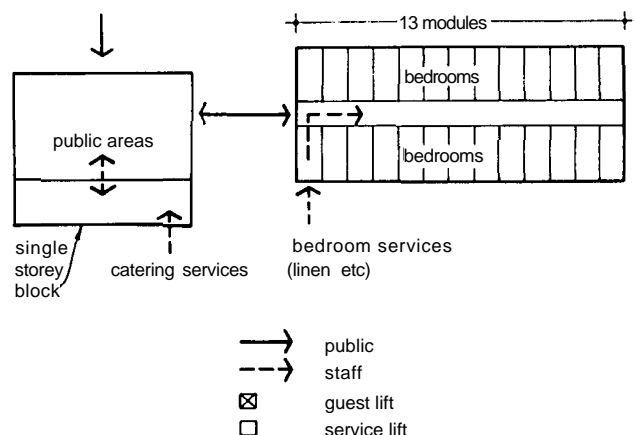 13 modules
bedrooms
public areas
bedrooms
single
storey
block
catering services
bedroom services
(linen etc)
public
staff
guest lift
service lift